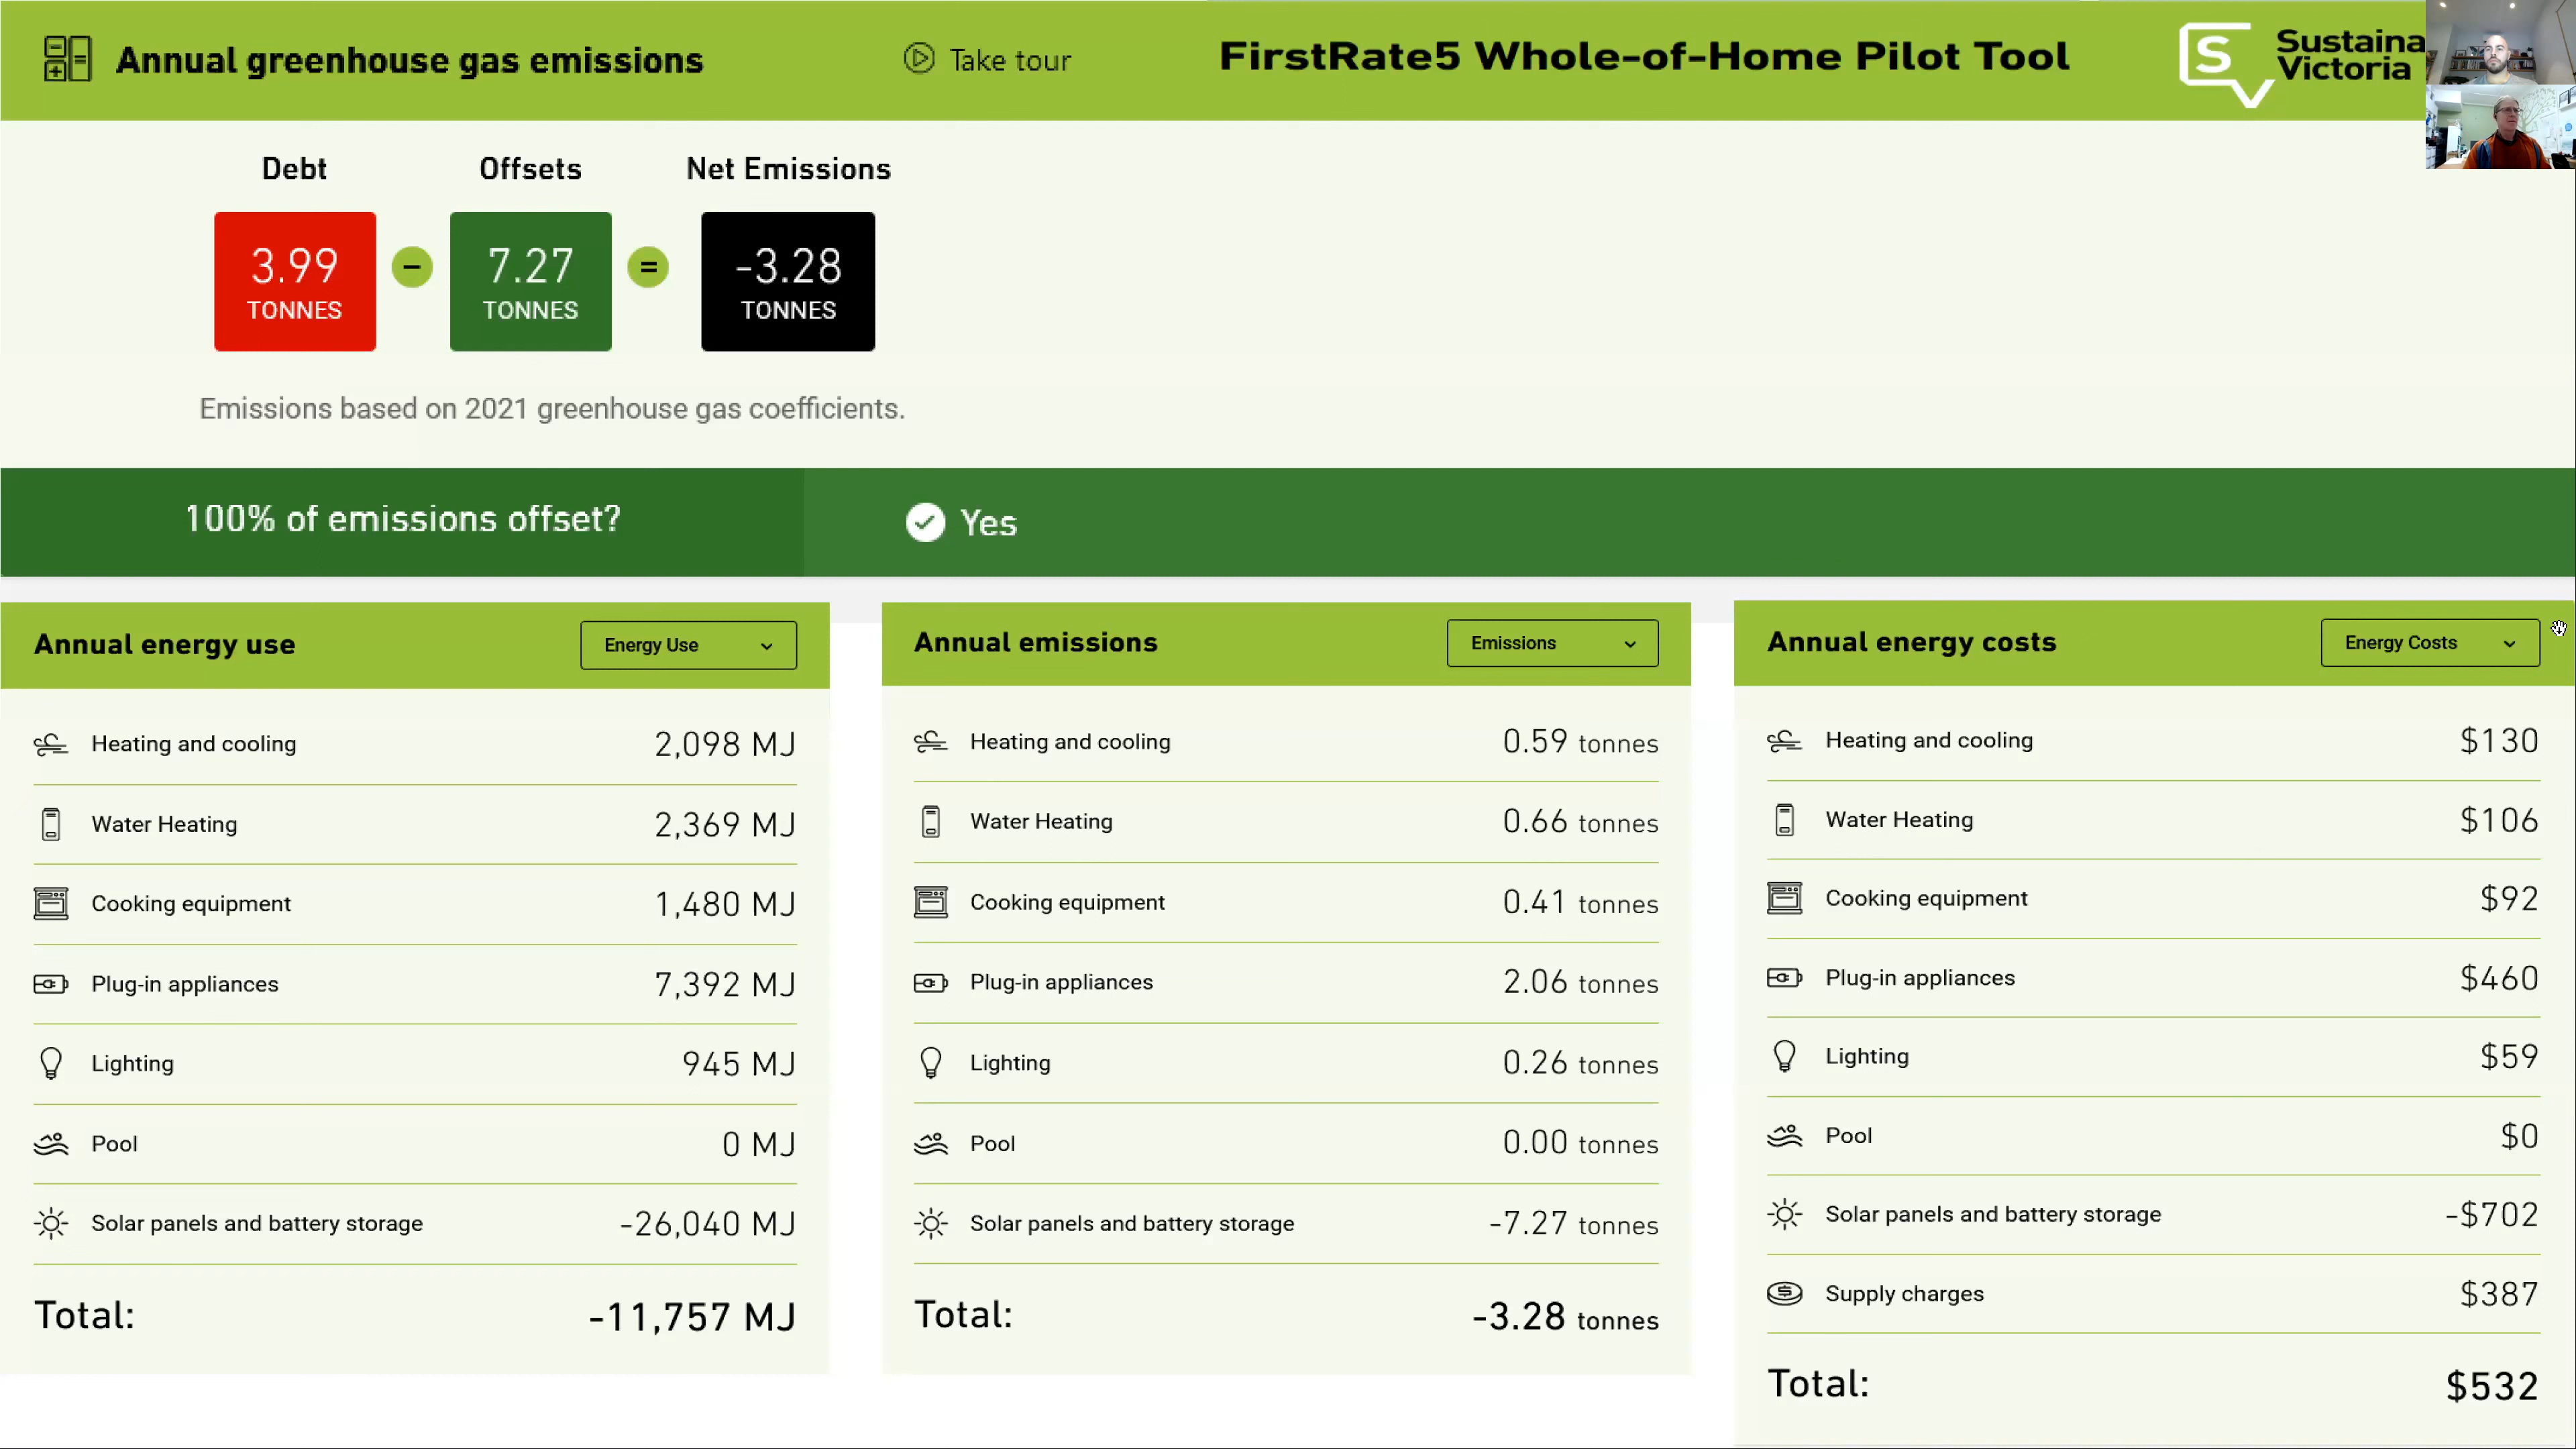 Annual greenhouse gas emissions
Take tour
FirstRate5 Whole-of-Home Pilot Tool
S
Sustaina
Victoria
Debt
Offsets
Net Emissions
3.99
TONNES
−
7.27
TONNES
=
-3.28
TONNES
Emissions based on 2021 greenhouse gas coefficients.
100% of emissions offset?
Yes
Annual energy use
Energy Use
Heating and cooling 2,098 MJ
Water Heating 2,369 MJ
Cooking equipment 1,480 MJ
Plug-in appliances 7,392 MJ
Lighting 945 MJ
Pool 0 MJ
Solar panels and battery storage -26,040 MJ
Total: -11,757 MJ
Annual emissions
Emissions
Heating and cooling 0.59 tonnes
Water Heating 0.66 tonnes
Cooking equipment 0.41 tonnes
Plug-in appliances 2.06 tonnes
Lighting 0.26 tonnes
Pool 0.00 tonnes
Solar panels and battery storage -7.27 tonnes
Total: -3.28 tonnes
Annual energy costs
Energy Costs
Heating and cooling $130
Water Heating $106
Cooking equipment $92
Plug-in appliances $460
Lighting $59
Pool $0
Solar panels and battery storage -$702
Supply charges $387
Total: $532